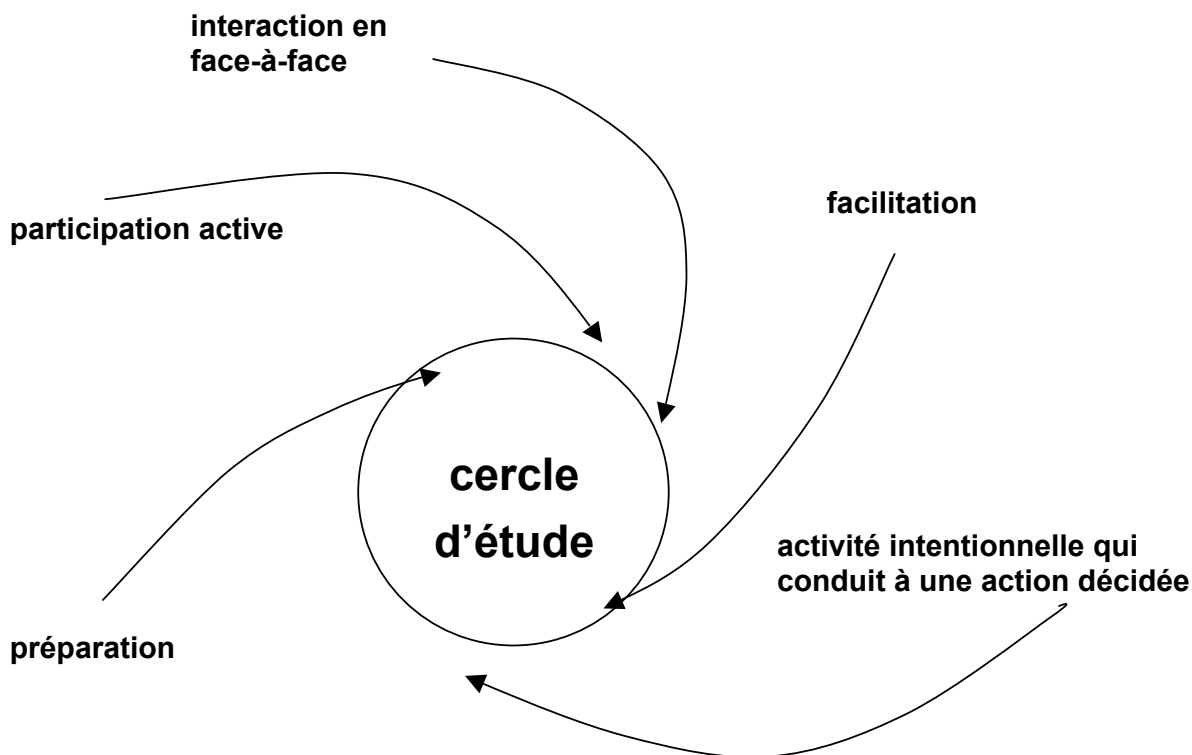 interaction en
face-à-face
participation active
facilitation
cercle
d’étude
activité intentionnelle qui
conduit à une action décidée
préparation